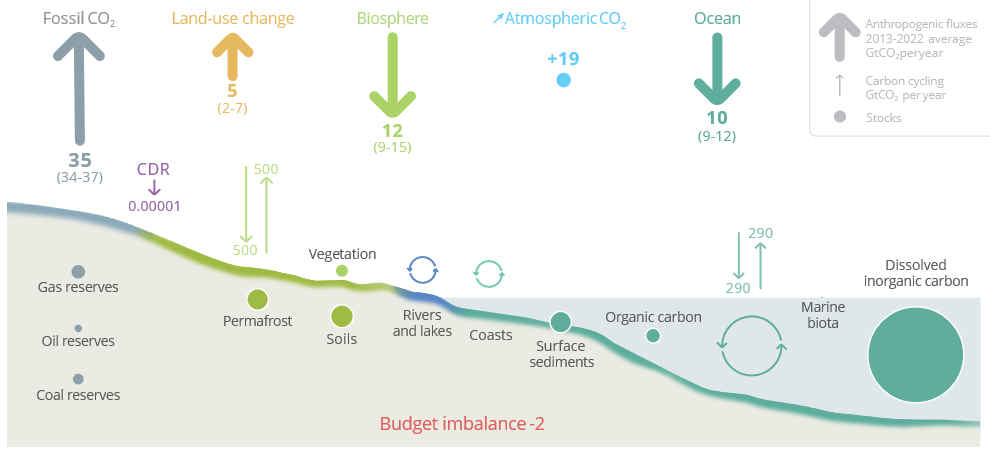 Fossil CO₂
Land-use change
Biosphere
Atmospheric CO₂
Ocean
Anthropogenic fluxes
2013-2022 average
GtCO₂ per year
Carbon cycling
GtCO₂ per year
Stocks
+19
5
(2-7)
12
(9-15)
10
(9-12)
35
(34-37)
CDR
0.00001
500
500
290
290
Vegetation
Gas reserves
Permafrost
Soils
Rivers
and lakes
Coasts
Surface
sediments
Organic carbon
Marine
biota
Dissolved
inorganic carbon
Oil reserves
Coal reserves
Budget imbalance -2